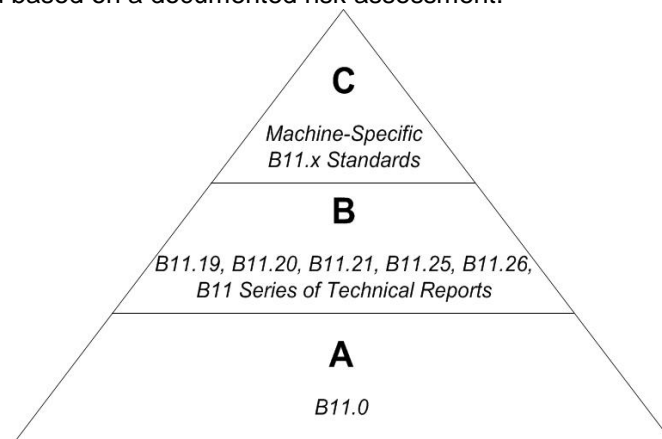 based on a documented risk assessment.
C
Machine-Specific
B11.x Standards
B
B11.19, B11.20, B11.21, B11.25, B11.26,
B11 Series of Technical Reports
A
B11.0